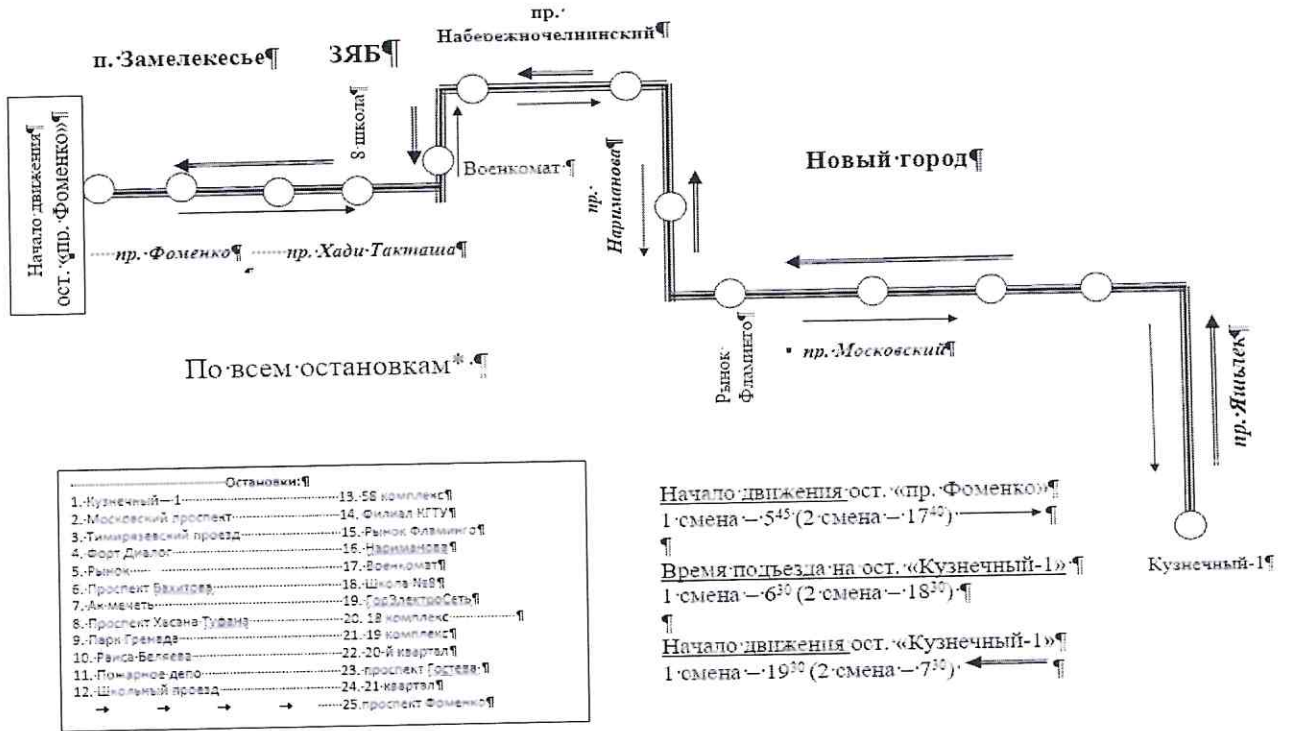 пр.
Набережночелнинский
п. Замелекесье
ЗЯБ
Начало движения
ост. «пр. Фоменко»
8 школа
Военкомат
пр.
Нариманова
Новый город
пр. Фоменко
пр. Хади Такташа
По всем остановкам*
Рынок
Фламинго
пр. Московский
пр. Яшьлек
Кузнечный-1
Остановки:
1. Кузнечный—1
2. Московский проспект
3. Тимирязевский проезд
4. Форт Диалог
5. Рынок
6. Проспект Вахитова
7. Ак мечеть
8. Проспект Хасана Туфана
9. Парк Гренада
10. Раиса Беляева
11. Пожарное депо
12. Школьный проезд
13. 58 комплекс
14. Филиал КГТУ
15. Рынок Фламинго
16. Нариманова
17. Военкомат
18. Школа №8
19. ГорЭлектроСеть
20. 18 комплекс
21. 19 комплекс
22. 20-й квартал
23. проспект Гостева
24. 21 квартал
25. проспект Фоменко
Начало движения ост. «пр. Фоменко»
1 смена – 5⁴⁵ (2 смена – 17⁴⁰)
Время подъезда на ост. «Кузнечный-1»
1 смена – 6³⁰ (2 смена – 18³⁰)
Начало движения ост. «Кузнечный-1»
1 смена – 19³⁰ (2 смена – 7³⁰)